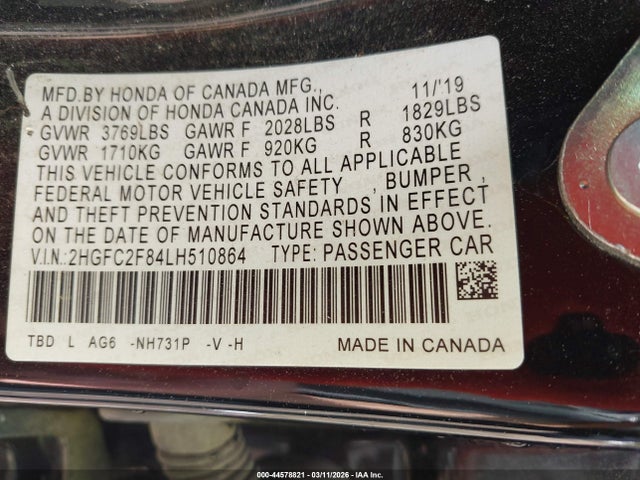 MFD.BY HONDA OF CANADA MFG., 11/'19
A DIVISION OF HONDA CANADA INC.
GVWR 3769LBS GAWR F 2028LBS R 1829LBS
GVWR 1710KG GAWR F 920KG R 830KG
THIS VEHICLE CONFORMS TO ALL APPLICABLE
FEDERAL MOTOR VEHICLE SAFETY , BUMPER ,
AND THEFT PREVENTION STANDARDS IN EFFECT
ON THE DATE OF MANUFACTURE SHOWN ABOVE.
V.I.N.:2HGFC2F84LH510864 TYPE: PASSENGER CAR
TBD L AG6 -NH731P -V -H MADE IN CANADA
000-44578821 - 03/11/2026 - IAA Inc.